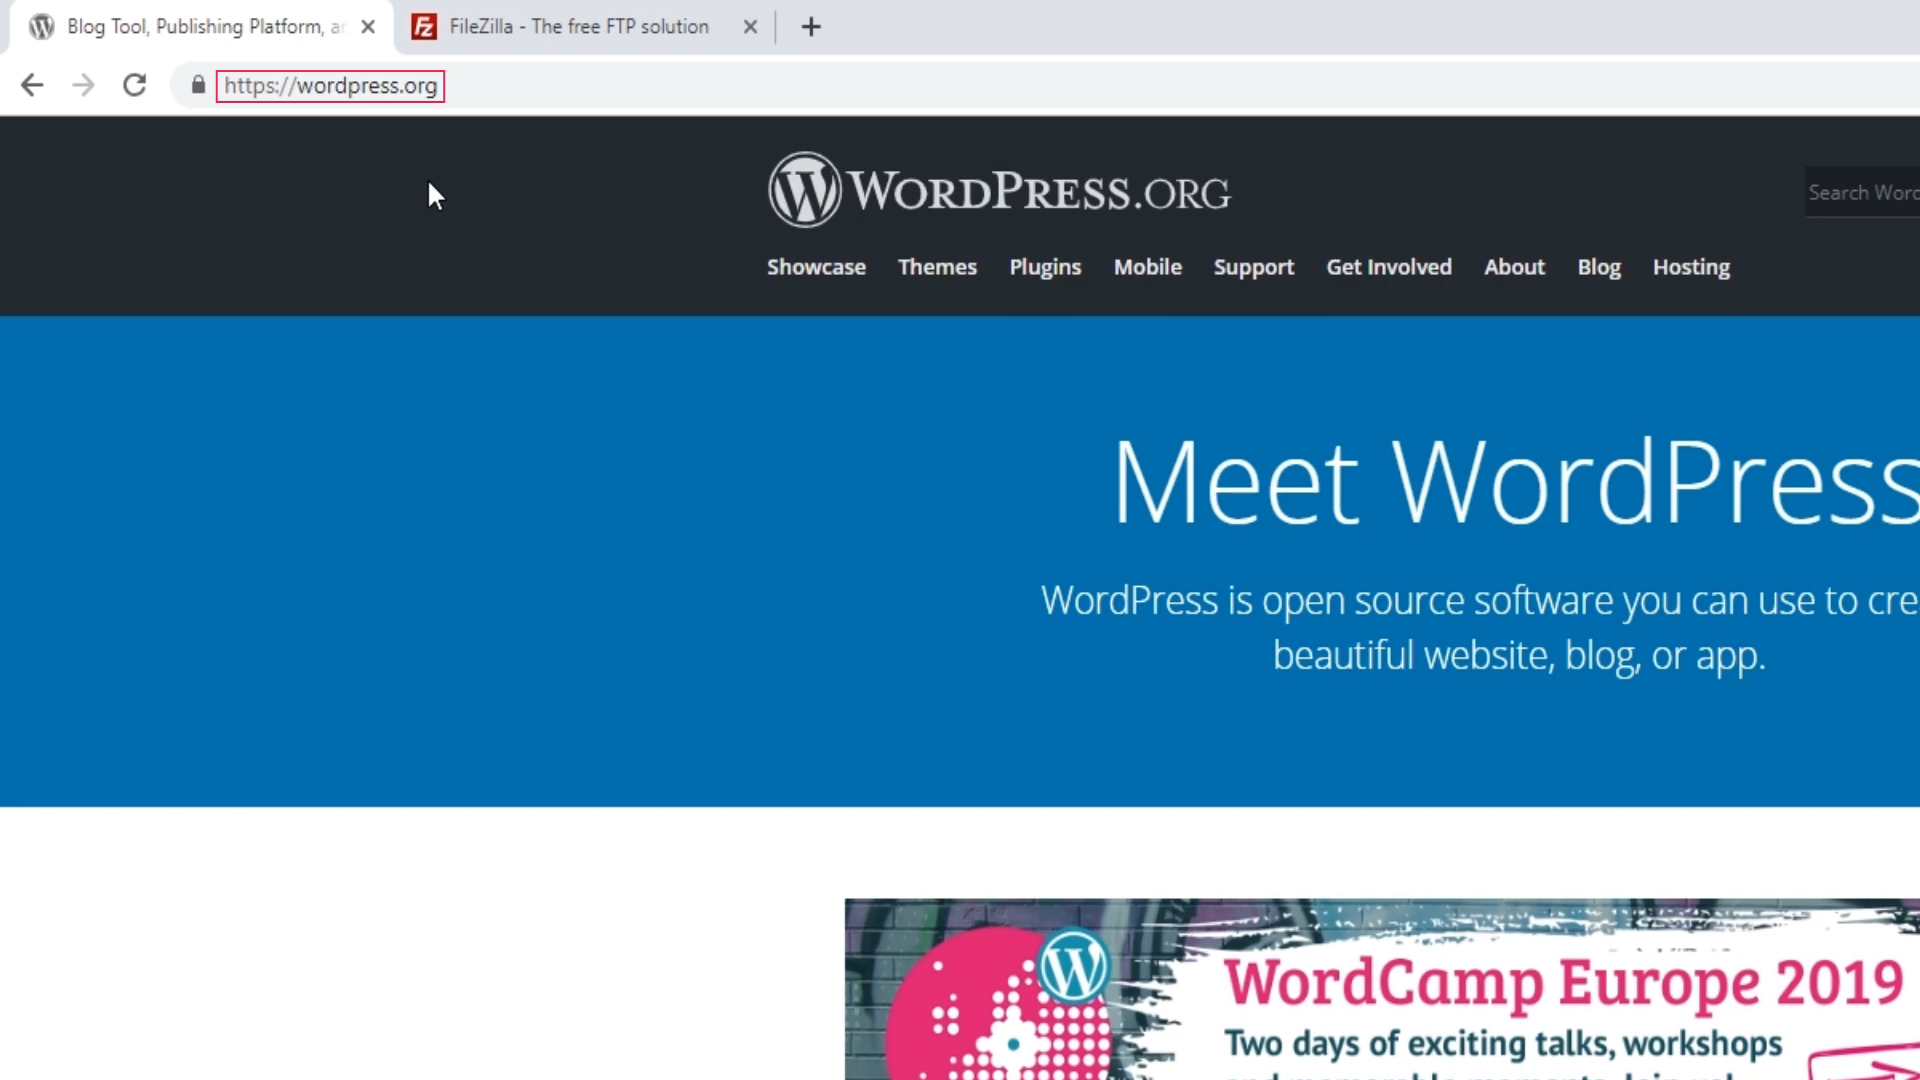 Blog Tool, Publishing Platform,
FileZilla - The free FTP solution
https://wordpress.org
WORDPRESS.ORG
Search
Showcase Themes Plugins Mobile Support Get Involved About Blog Hosting
Meet WordPress
WordPress is open source software you can use to
beautiful website, blog, or app.
WordCamp Europe 2019
Two days of exciting talks, workshops